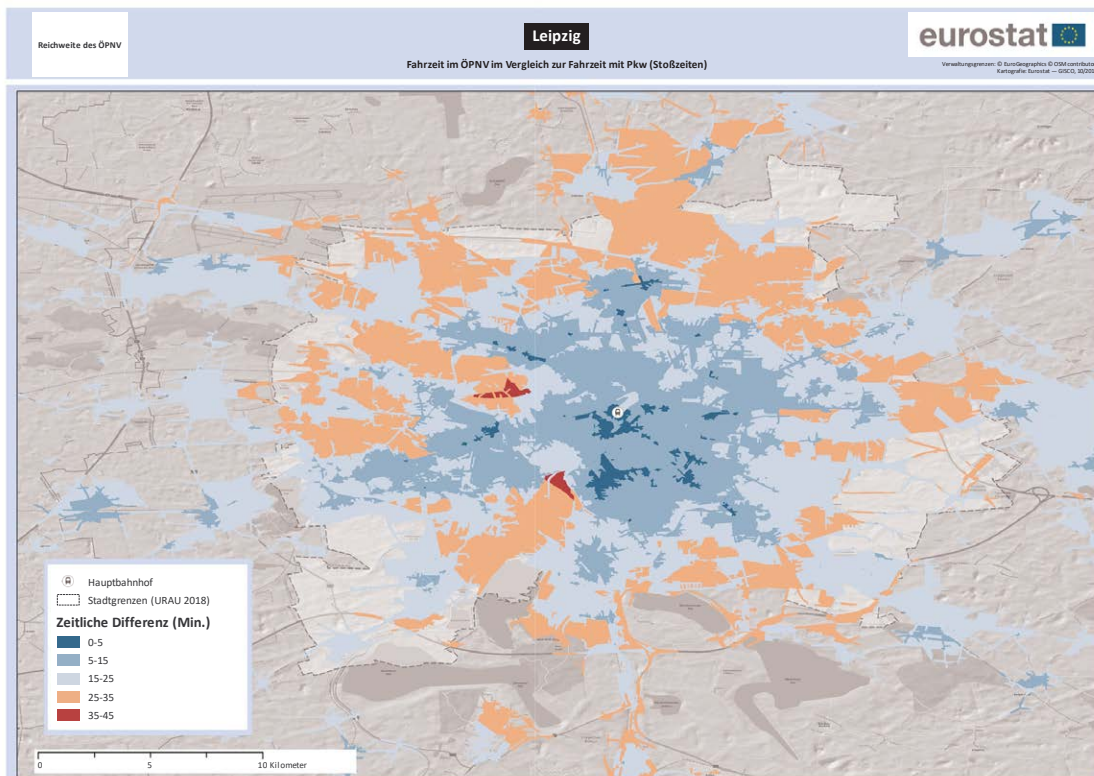 Reichweite des ÖPNV
Leipzig
Fahrzeit im ÖPNV im Vergleich zur Fahrzeit mit Pkw (Stoßzeiten)
eurostat
Verwaltungsgrenzen: © EuroGeographics © OSM contributo
Kartografie: Eurostat — GISCO, 10/201
Hauptbahnhof
Stadtgrenzen (URAU 2018)
Zeitliche Differenz (Min.)
0-5
5-15
15-25
25-35
35-45
0 5 10 Kilometer